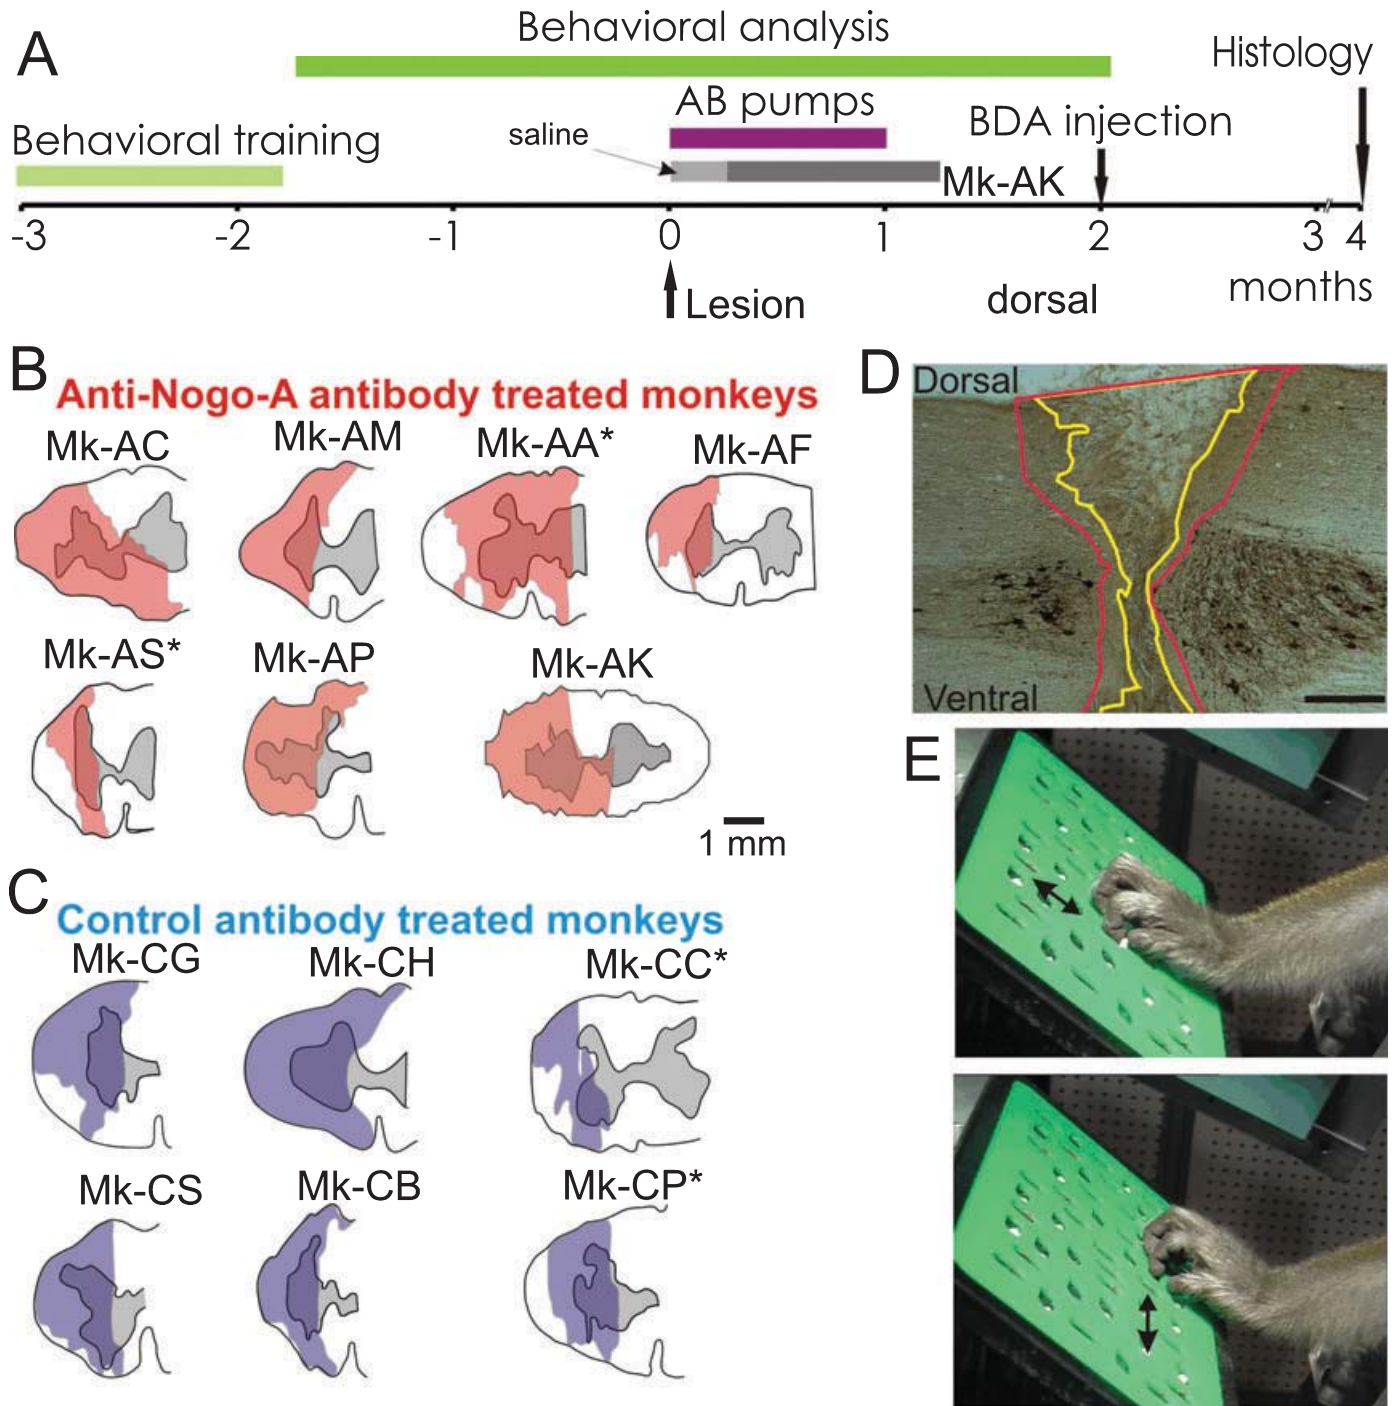 A
Behavioral analysis
Histology
AB pumps
saline
BDA injection
Behavioral training
Mk-AK
-3 -2 -1 0 1 2 3 4
months
Lesion
dorsal
B
Anti-Nogo-A antibody treated monkeys
Mk-AC Mk-AM Mk-AA* Mk-AF
Mk-AS* Mk-AP Mk-AK
1 mm
C
Control antibody treated monkeys
Mk-CG Mk-CH Mk-CC*
Mk-CS Mk-CB Mk-CP*
D
Dorsal
Ventral
E